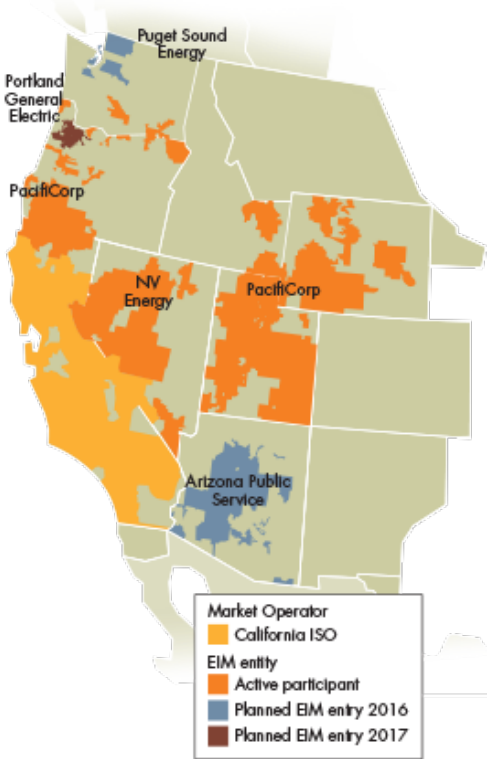 Puget Sound
Energy
Portland
General
Electric
PacifiCorp
NV
Energy
PacifiCorp
Arizona Public
Service
Market Operator
California ISO
EIM entity
Active participant
Planned EIM entry 2016
Planned EIM entry 2017